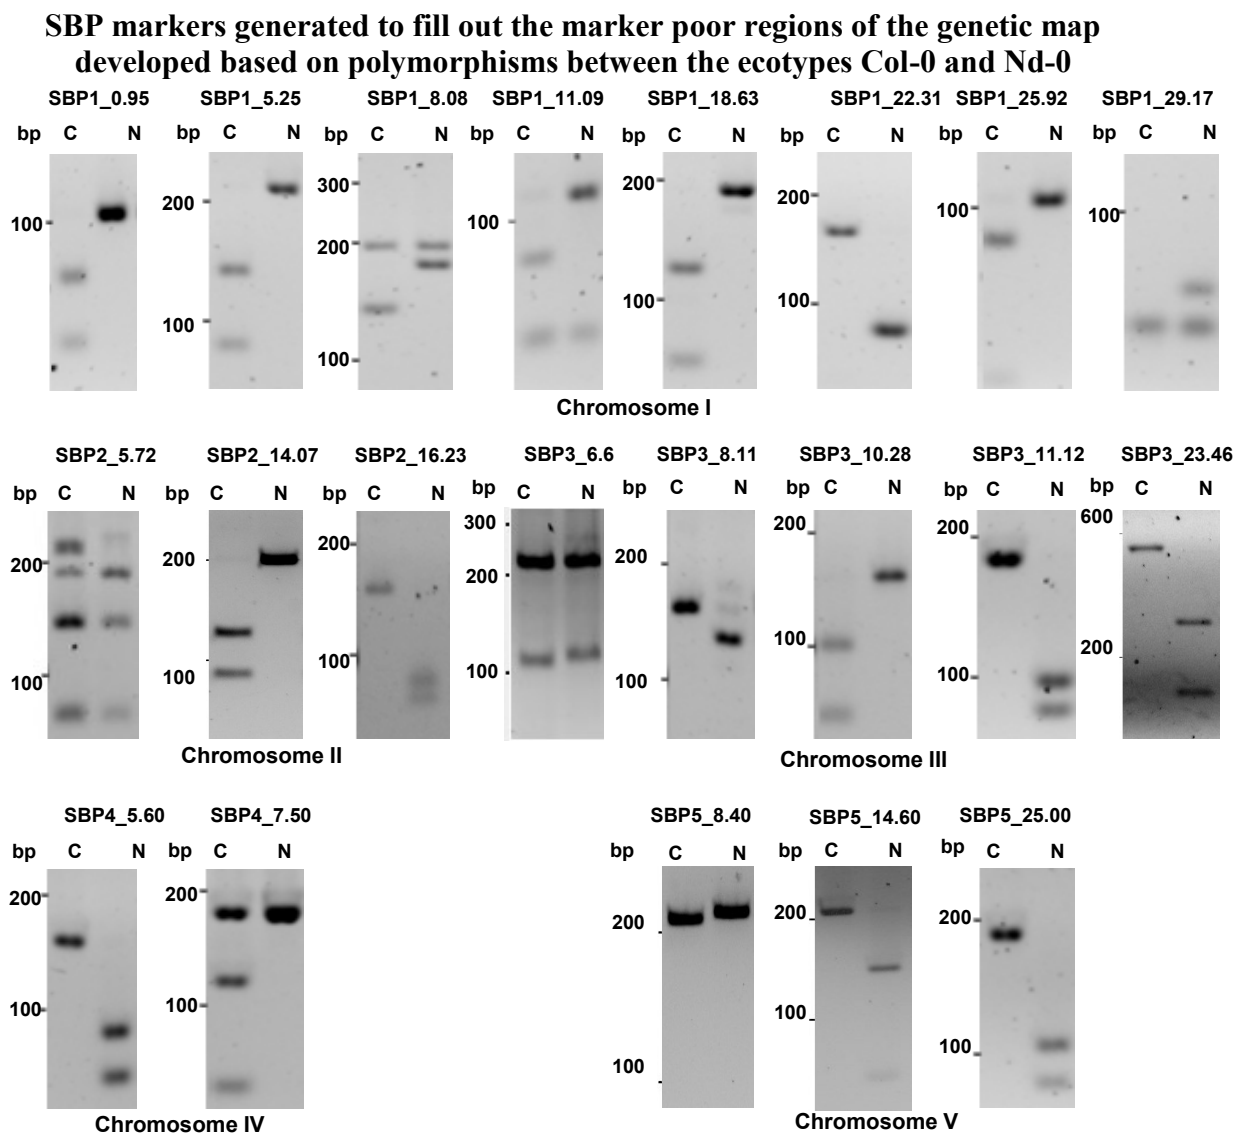 SBP markers generated to fill out the marker poor regions of the genetic map
developed based on polymorphisms between the ecotypes Col-0 and Nd-0
SBP1_0.95 SBP1_5.25 SBP1_8.08 SBP1_11.09 SBP1_18.63 SBP1_22.31 SBP1_25.92 SBP1_29.17
bp C N bp C N bp C N bp C N bp C N bp C N bp C N bp C N
100 200 100 300 200 100 100 200 100 200 100 100 100
Chromosome I
SBP2_5.72 SBP2_14.07 SBP2_16.23 SBP3_6.6 SBP3_8.11 SBP3_10.28 SBP3_11.12 SBP3_23.46
bp C N bp C N bp C N bp C N bp C N bp C N bp C N bp C N
200 100 200 100 200 100 300 200 100 200 100 200 100 200 100 600 200
Chromosome II Chromosome III
SBP4_5.60 SBP4_7.50 SBP5_8.40 SBP5_14.60 SBP5_25.00
bp C N bp C N bp C N bp C N bp C N
200 100 200 100 200 100 200 100 200 100
Chromosome IV Chromosome V